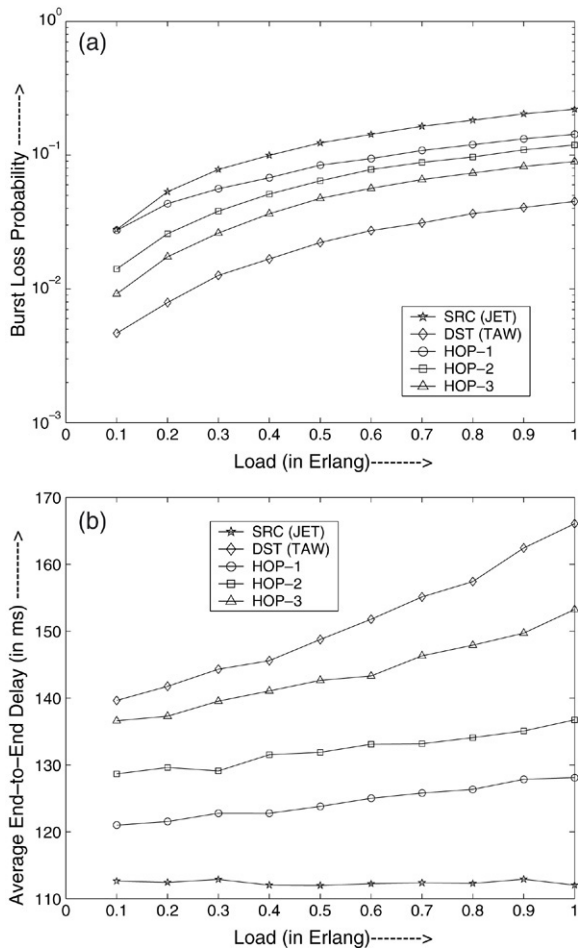 (a)
10^0
10^-1
10^-2
10^-3
Burst Loss Probability -------->
SRC (JET)
DST (TAW)
HOP-1
HOP-2
HOP-3
0 0.1 0.2 0.3 0.4 0.5 0.6 0.7 0.8 0.9 1
Load (in Erlang)------->
(b)
170
160
150
140
130
120
110
Average End-to-End Delay (in ms) -------->
SRC (JET)
DST (TAW)
HOP-1
HOP-2
HOP-3
0 0.1 0.2 0.3 0.4 0.5 0.6 0.7 0.8 0.9 1
Load (in Erlang)------->